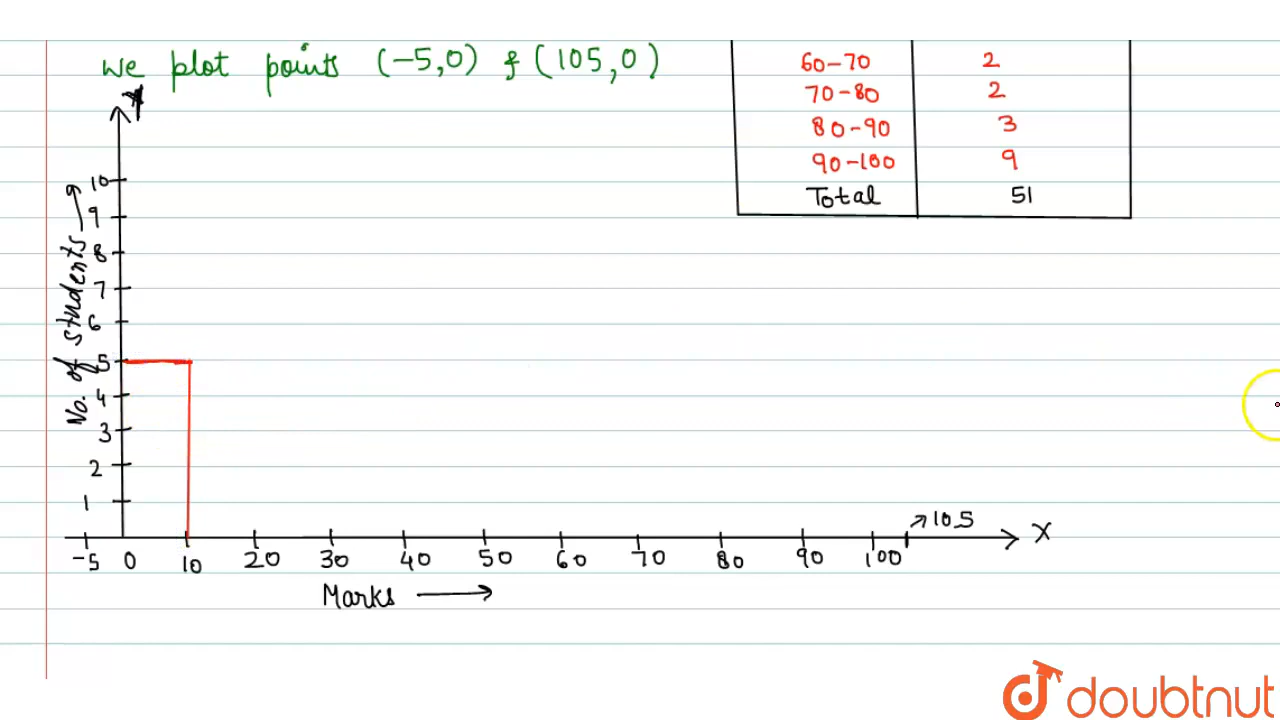 we plot points (-5,0) & (105,0)
60-70 2
70-80 2
80-90 3
90-100 9
Total 51
Y
10
9
8
7
6
5
4
3
2
1
No. of students
105
X
-5 0 10 20 30 40 50 60 70 80 90 100
Marks
doubtnut